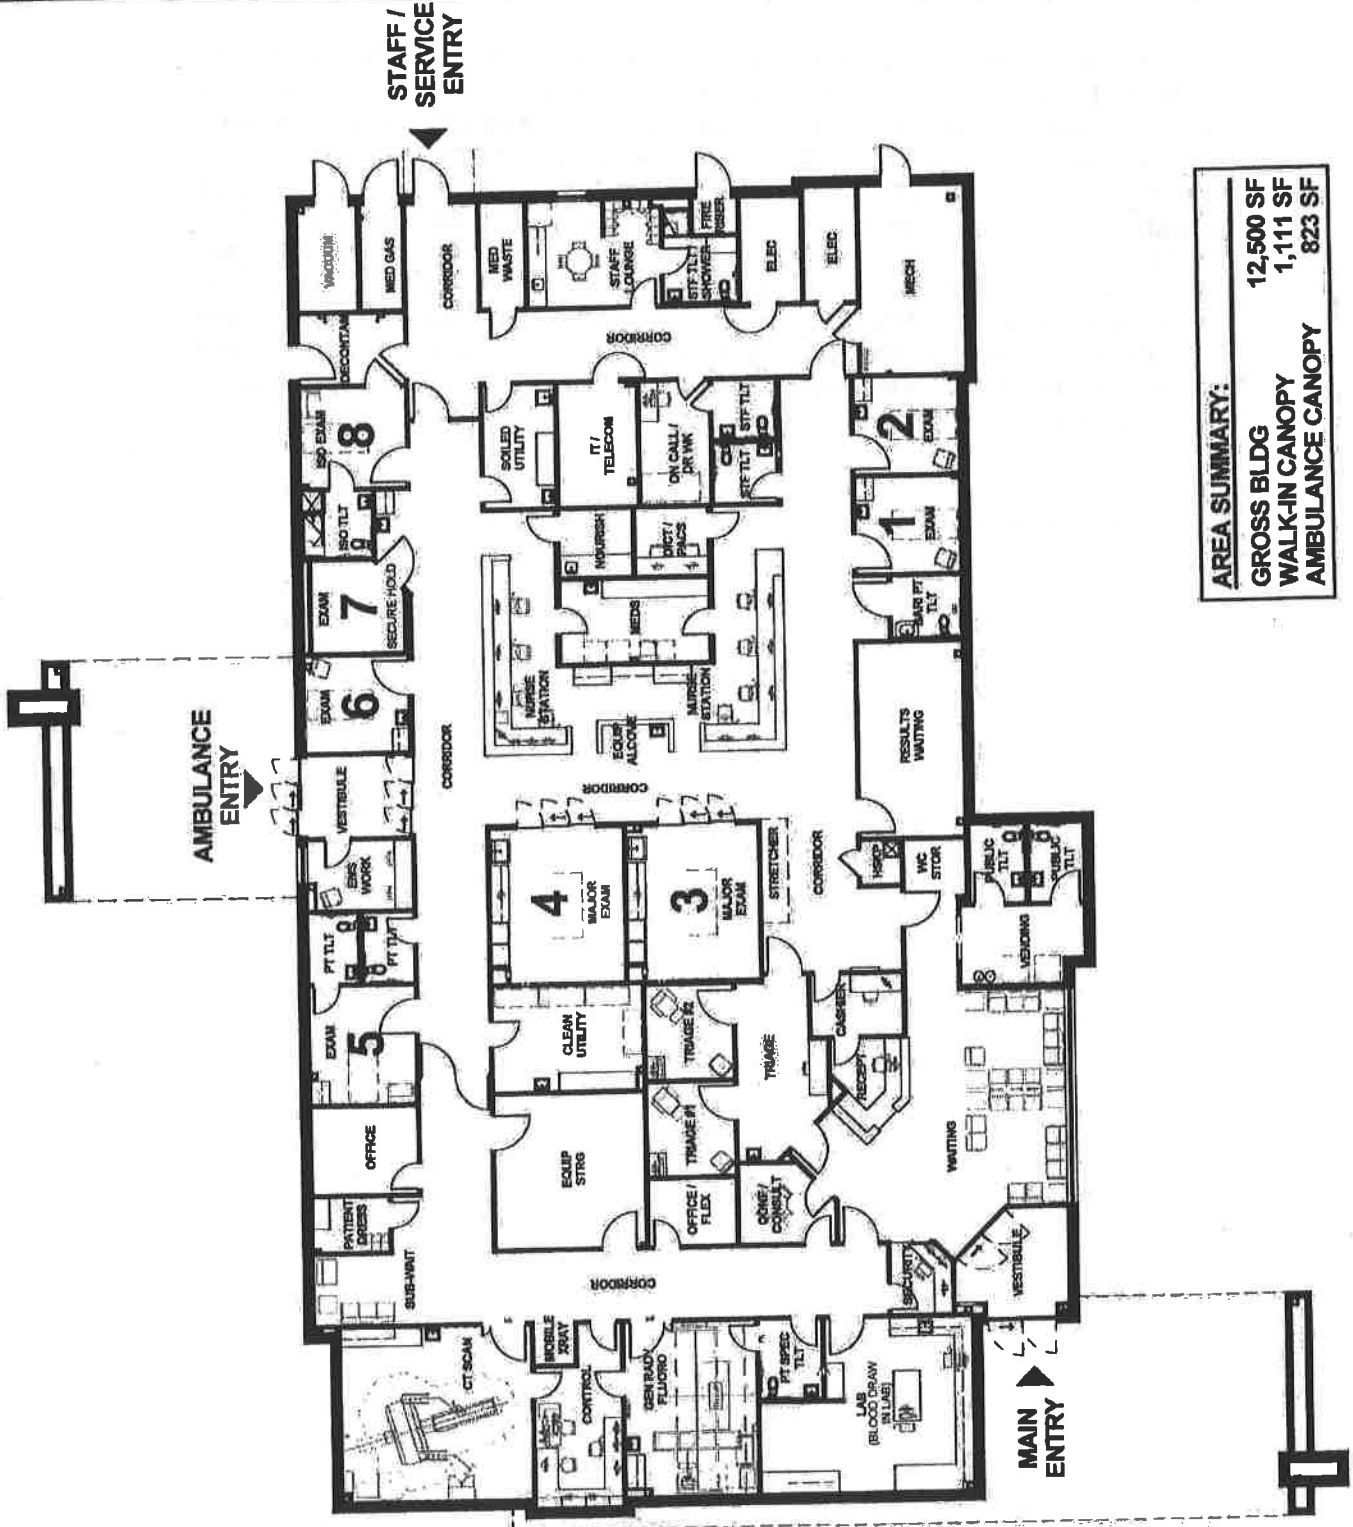 STAFF /
SERVICE
ENTRY
AMBULANCE
ENTRY
VACUUM
MED GAS
CORRIDOR
MED
WASTE
STAFF
LOUNGE
STF TLT
SHOWER
FIRE
RISER
ELEC
ELEC
MECH
DECONTAM
CORRIDOR
ISO EXAM
8
ISO TLT
SOILED
UTILITY
IT /
TELECOM
ON CALL /
DR WK
STF TLT
STF TLT
2
EXAM
1
EXAM
EXAM
7
SECURE HOLD
NOURISH
DICT /
PACS
MEDS
BARI PT
TLT
EXAM
6
NURSE
STATION
NURSE
STATION
EQUIP
ALCOVE
RESULTS
WAITING
VESTIBULE
CORRIDOR
CORRIDOR
EMS
WORK
4
MAJOR
EXAM
3
MAJOR
EXAM
STRETCHER
CORRIDOR
HSKP
WC
STOR
PUBLIC
TLT
PUBLIC
TLT
VENDING
PT TLT
PT TLT
EXAM
5
CLEAN
UTILITY
TRIAGE #2
TRIAGE #1
TRIAGE
CASHIER
RECEPT
WAITING
OFFICE
EQUIP
STRG
OFFICE /
FLEX
CONSULT
PATIENT
DRESS
SUB-WAIT
CORRIDOR
SECURITY
VESTIBULE
CT SCAN
MOBILE
XRAY
CONTROL
GEN RAD/
FLUORO
PT SPEC
TLT
LAB
(BLOOD DRAW
IN LAB)
MAIN
ENTRY
AREA SUMMARY:
GROSS BLDG 12,500 SF
WALK-IN CANOPY 1,111 SF
AMBULANCE CANOPY 823 SF